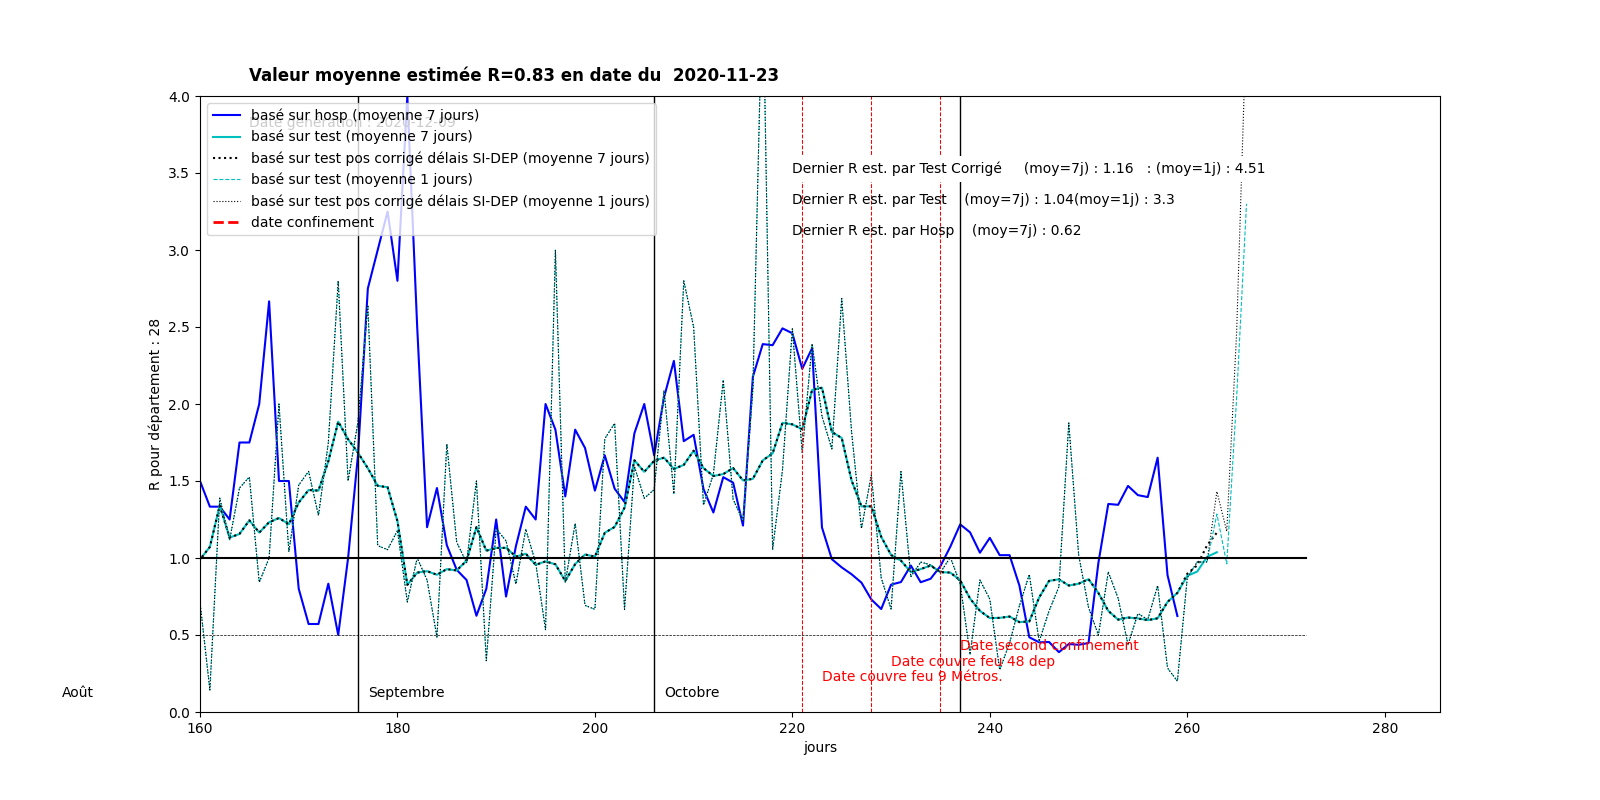 Valeur moyenne estimée R=0.83 en date du  2020-11-23
Date génération : 2020-12-09
basé sur hosp (moyenne 7 jours)
basé sur test (moyenne 7 jours)
basé sur test pos corrigé délais SI-DEP (moyenne 7 jours)
basé sur test (moyenne 1 jours)
basé sur test pos corrigé délais SI-DEP (moyenne 1 jours)
date confinement
Dernier R est. par Test Corrigé     (moy=7j) : 1.16   : (moy=1j) : 4.51
Dernier R est. par Test    (moy=7j) : 1.04(moy=1j) : 3.3
Dernier R est. par Hosp    (moy=7j) : 0.62
4.0
3.5
3.0
2.5
2.0
1.5
1.0
0.5
0.0
R pour département : 28
Date second confinement
Date couvre feu 48 dep
Date couvre feu 9 Métros.
Août
Septembre
Octobre
160 180 200 220 240 260 280
jours